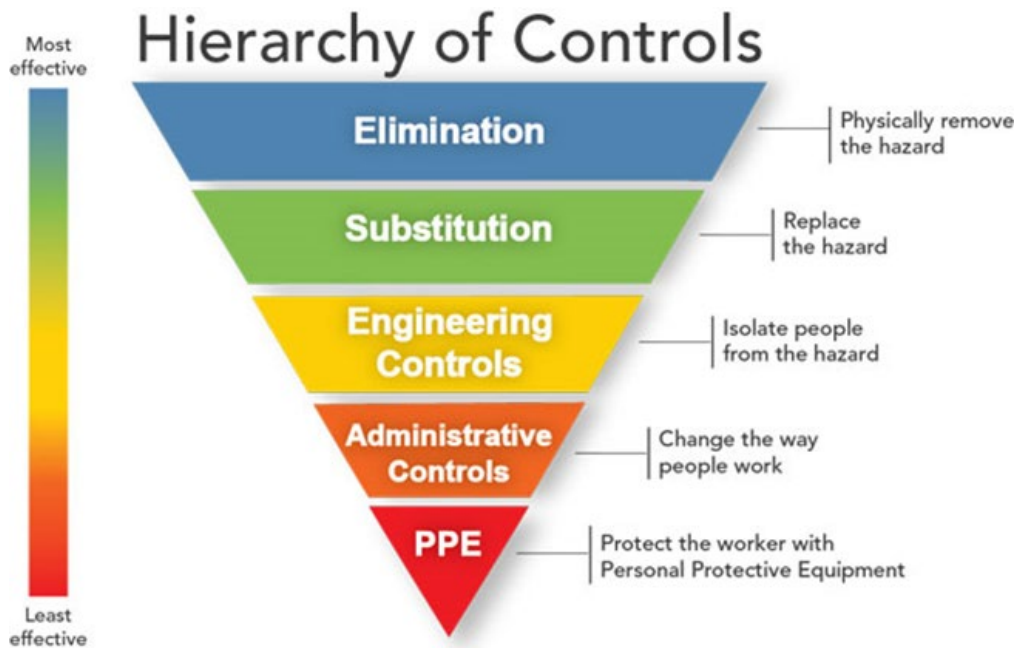 Hierarchy of Controls
Most
effective
Elimination
Physically remove
the hazard
Substitution
Replace
the hazard
Engineering
Controls
Isolate people
from the hazard
Administrative
Controls
Change the way
people work
PPE
Protect the worker with
Personal Protective Equipment
Least
effective